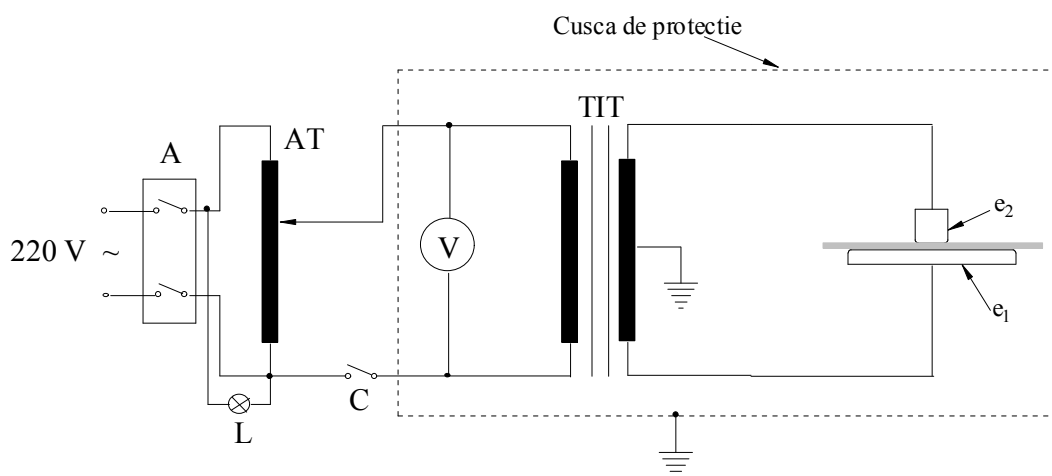 Cusca de protectie
TIT
AT
A
e2
V
220 V ~
e1
C
L